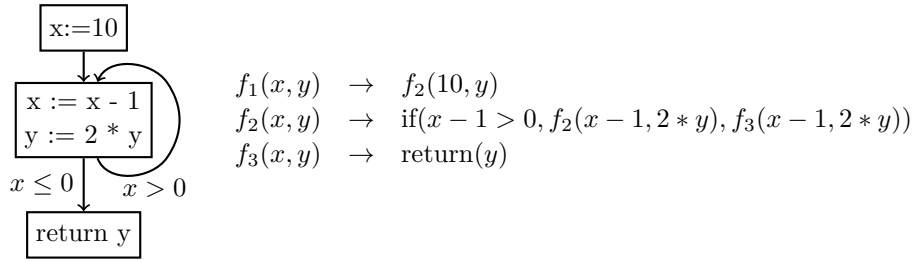 x:=10
x := x - 1
y := 2 * y
x ≤ 0
x > 0
return y
f₁(x, y) → f₂(10, y)
f₂(x, y) → if(x − 1 > 0, f₂(x − 1, 2 ∗ y), f₃(x − 1, 2 ∗ y))
f₃(x, y) → return(y)